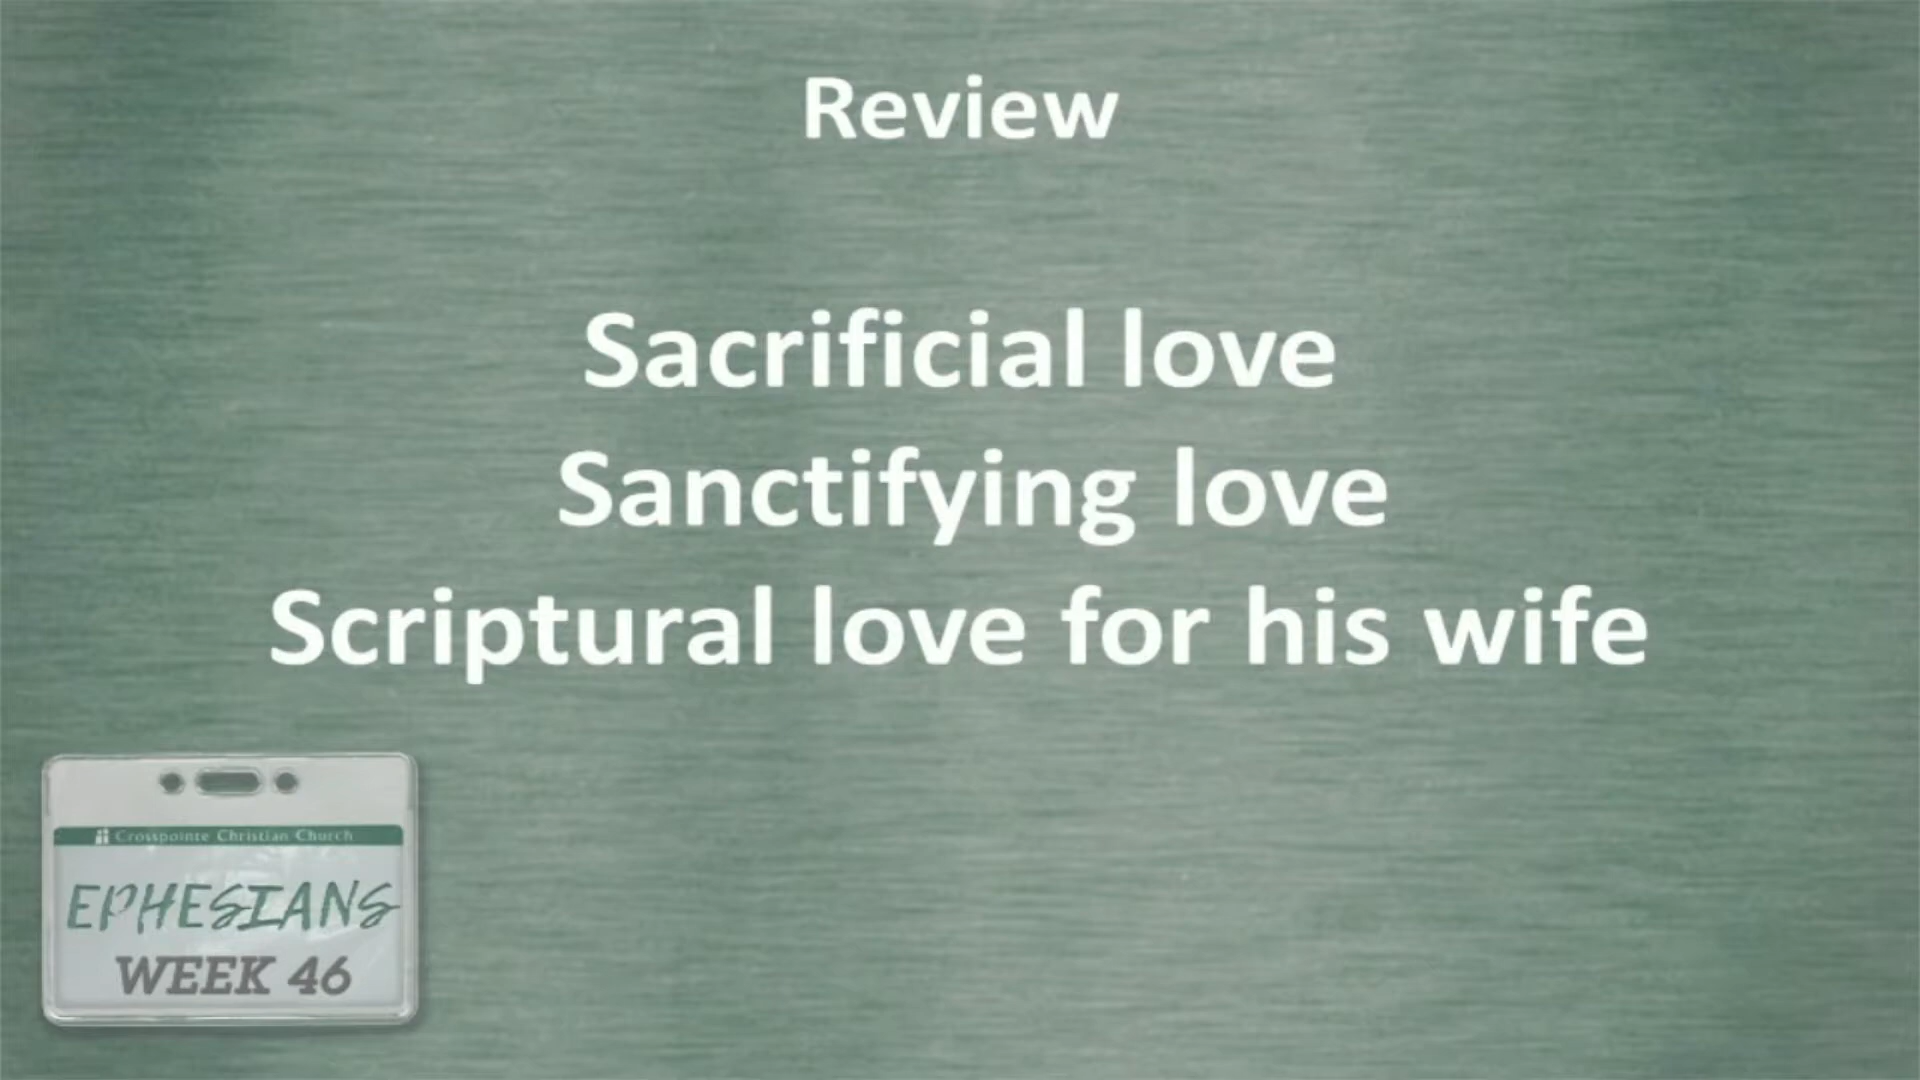 Review
Sacrificial love
Sanctifying love
Scriptural love for his wife
Crosspointe Christian Church
EPHESIANS
WEEK 46